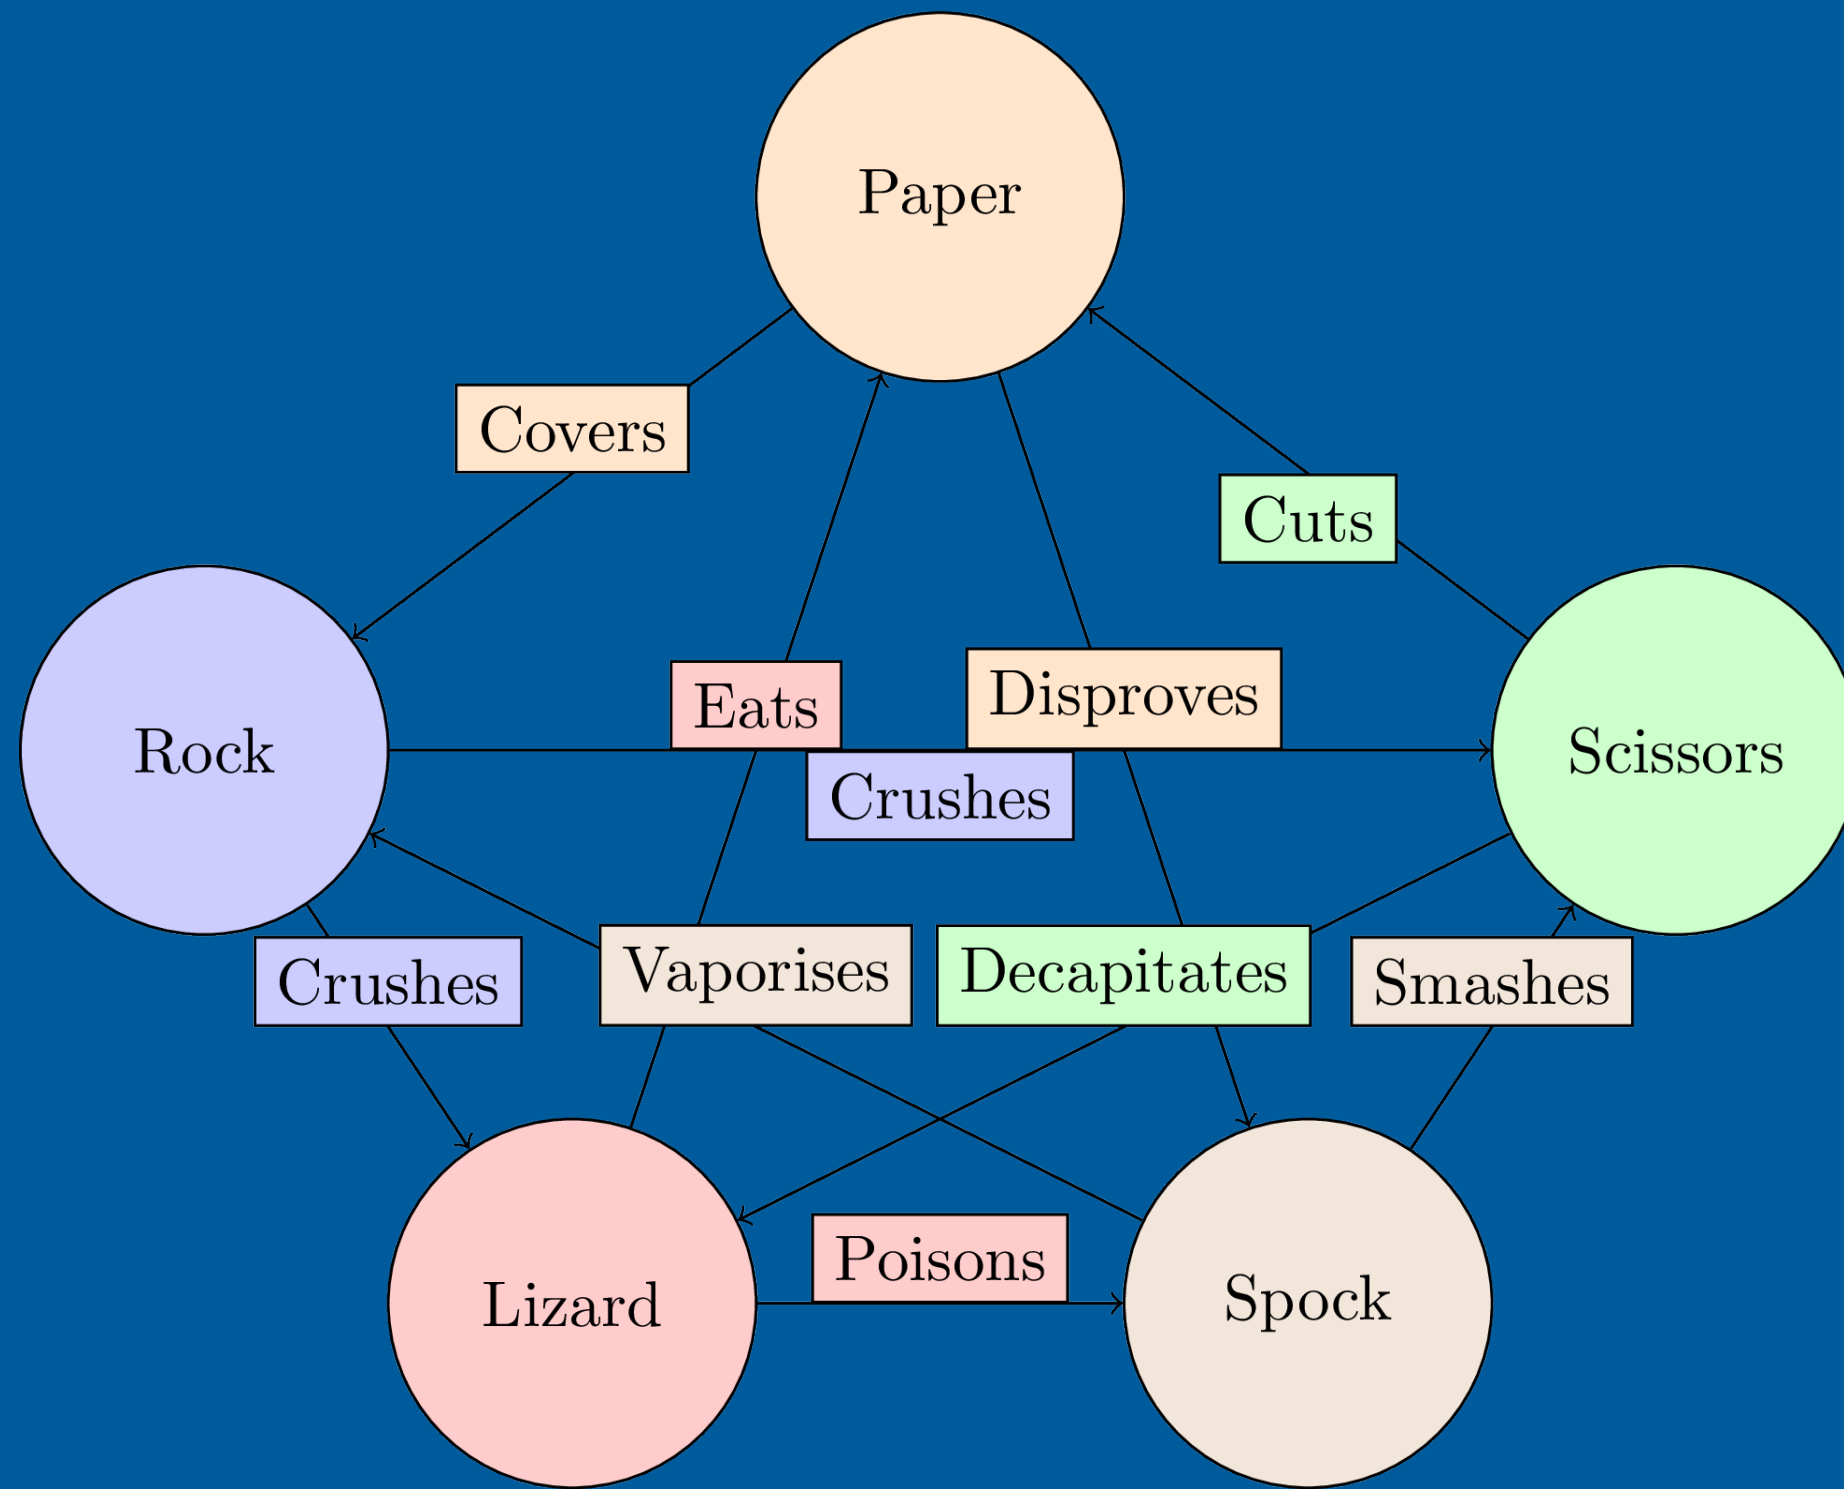 Paper
Covers
Cuts
Eats
Disproves
Rock
Scissors
Crushes
Vaporises
Decapitates
Crushes
Smashes
Poisons
Lizard
Spock